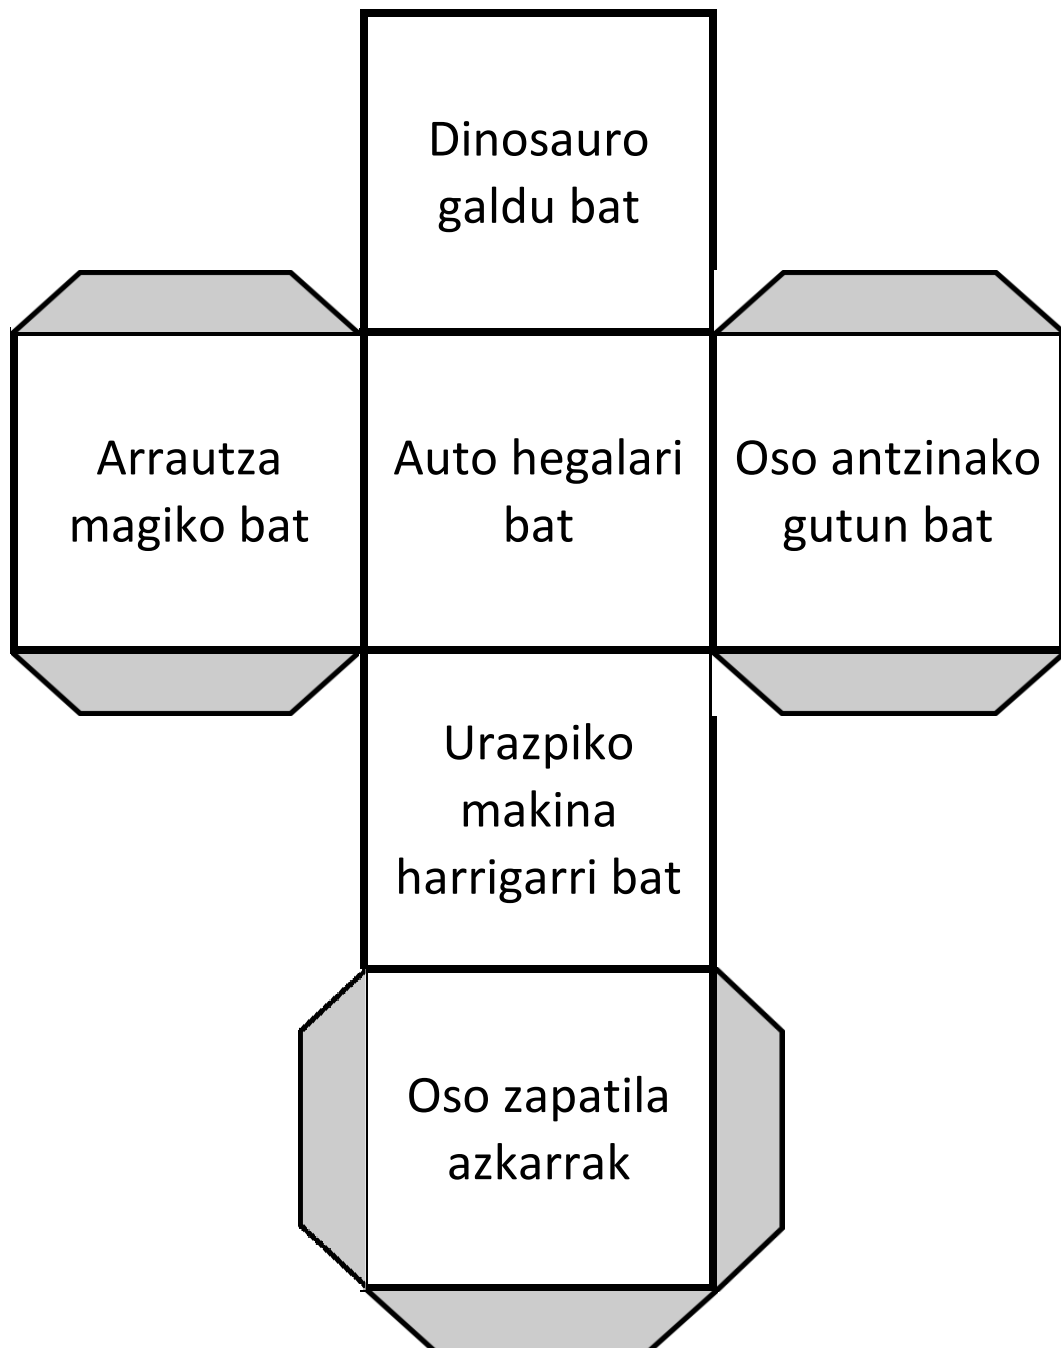 Dinosauro
galdu bat
Arrautza
magiko bat
Auto hegalari
bat
Oso antzinako
gutun bat
Urazpiko
makina
harrigarri bat
Oso zapatila
azkarrak